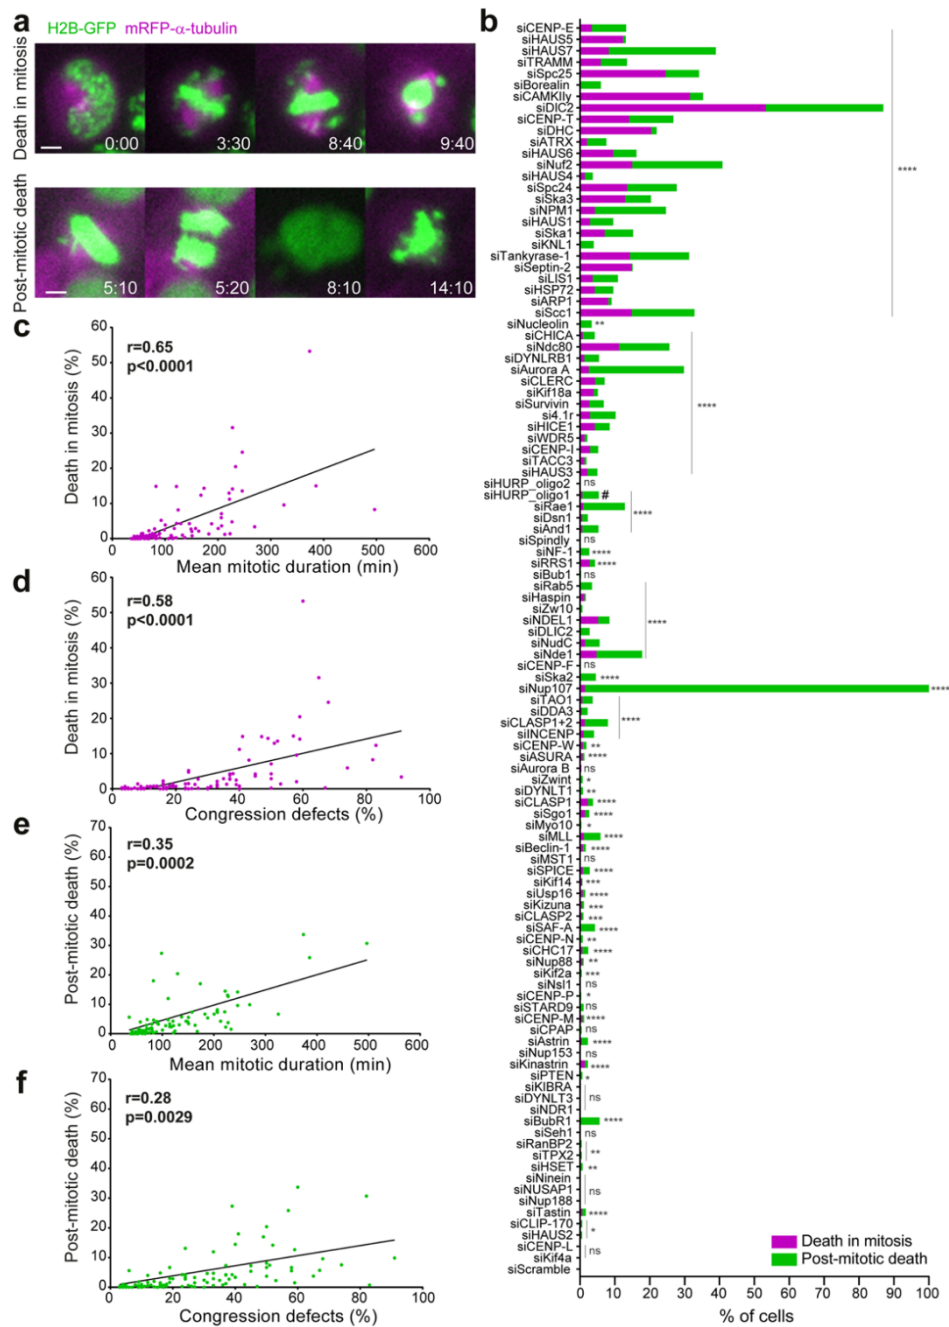 a
H2B-GFP mRFP-α-tubulin
Death in mitosis
0:00
3:30
8:40
9:40
Post-mitotic death
5:10
5:20
8:10
14:10
c
60
50
40
30
20
10
0
Death in mitosis (%)
r=0.65
p<0.0001
0
100
200
300
400
500
600
Mean mitotic duration (min)
d
60
50
40
30
20
10
0
Death in mitosis (%)
r=0.58
p<0.0001
0
20
40
60
80
100
Congression defects (%)
e
70
60
50
40
30
20
10
0
Post-mitotic death (%)
r=0.35
p=0.0002
0
100
200
300
400
500
600
Mean mitotic duration (min)
f
70
60
50
40
30
20
10
0
Post-mitotic death (%)
r=0.28
p=0.0029
0
20
40
60
80
100
Congression defects (%)
b
siCENP-E
siHAUS5
siHAUS7
siTRAMM
siSpc25
siBorealin
siCAMKIIγ
siDIC2
siCENP-T
siDHC
siATRX
siHAUS6
siNuf2
siHAUS4
siSpc24
siSka3
siNPM1
siHAUS1
siSka1
siKNL1
siTankyrase-1
siSeptin-2
siLIS1
siHSP72
siARP1
siScc1
****
siNucleolin **
siCHICA
siNdc80
siDYNLRB1
siAurora A
siCLERC
siKif18a
siSurvivin
si4.1r
siHICE1
siWDR5
siCENP-I
siTACC3
siHAUS3
****
siHURP_oligo2 ns
siHURP_oligo1 #
siRae1
siDsn1
siAnd1
****
siSpindly ns
siNF-1 ****
siRRS1 ****
siBub1 ns
siRab5
siHaspin
siZw10
siNDEL1
siDLIC2
siNudC
siNde1
****
siCENP-F ns
siSka2 ****
siNup107 ****
siTAO1
siDDA3
siCLASP1+2
siINCENP
****
siCENP-W **
siASURA ****
siAurora B ns
siZwint *
siDYNLT1 **
siCLASP1 ****
siSgo1 ****
siMyo10 *
siMLL ****
siBeclin-1 ****
siMST1 ns
siSPICE ****
siKif14 ***
siUsp16 ****
siKizuna ***
siCLASP2 ***
siSAF-A ****
siCENP-N **
siCHC17 ****
siNup88 **
siKif2a ***
siNsl1 ns
siCENP-P *
siSTARD9 ns
siCENP-M ****
siCPAP ns
siAstrin ****
siNup153 ns
siKinastrin ****
siPTEN *
siKIBRA
siDYNLT3
siNDR1
ns
siBubR1 ****
siSeh1 ns
siRanBP2
siTPX2
**
siHSET **
siNinein
siNUSAP1
siNup188
ns
siTastin ****
siCLIP-170
siHAUS2
*
siCENP-L
siKif4a
ns
siScramble
Death in mitosis
Post-mitotic death
0
10
20
30
40
50
60
70
80
90
100
% of cells